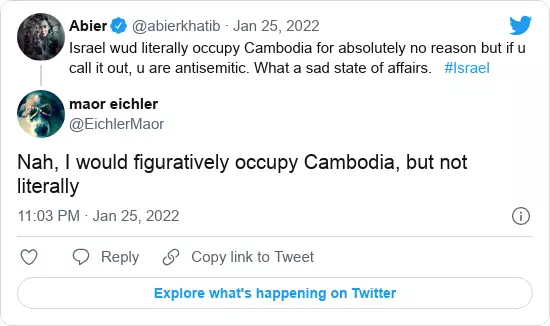 Abier @abierkhatib · Jan 25, 2022
Israel wud literally occupy Cambodia for absolutely no reason but if u
call it out, u are antisemitic. What a sad state of affairs. #Israel
maor eichler
@EichlerMaor
Nah, I would figuratively occupy Cambodia, but not
literally
11:03 PM · Jan 25, 2022
Reply Copy link to Tweet
Explore what's happening on Twitter